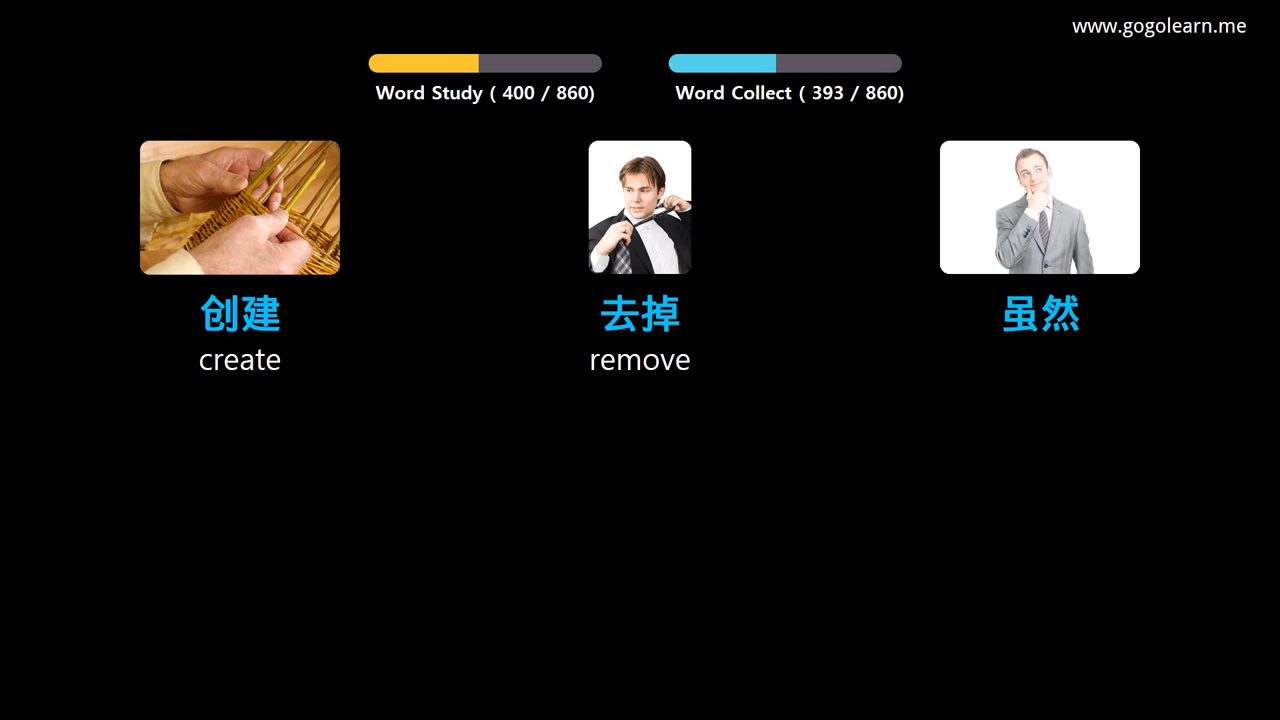 www.gogolearn.me
Word Study ( 400 / 860)
Word Collect ( 393 / 860)
创建
去掉
虽然
create
remove